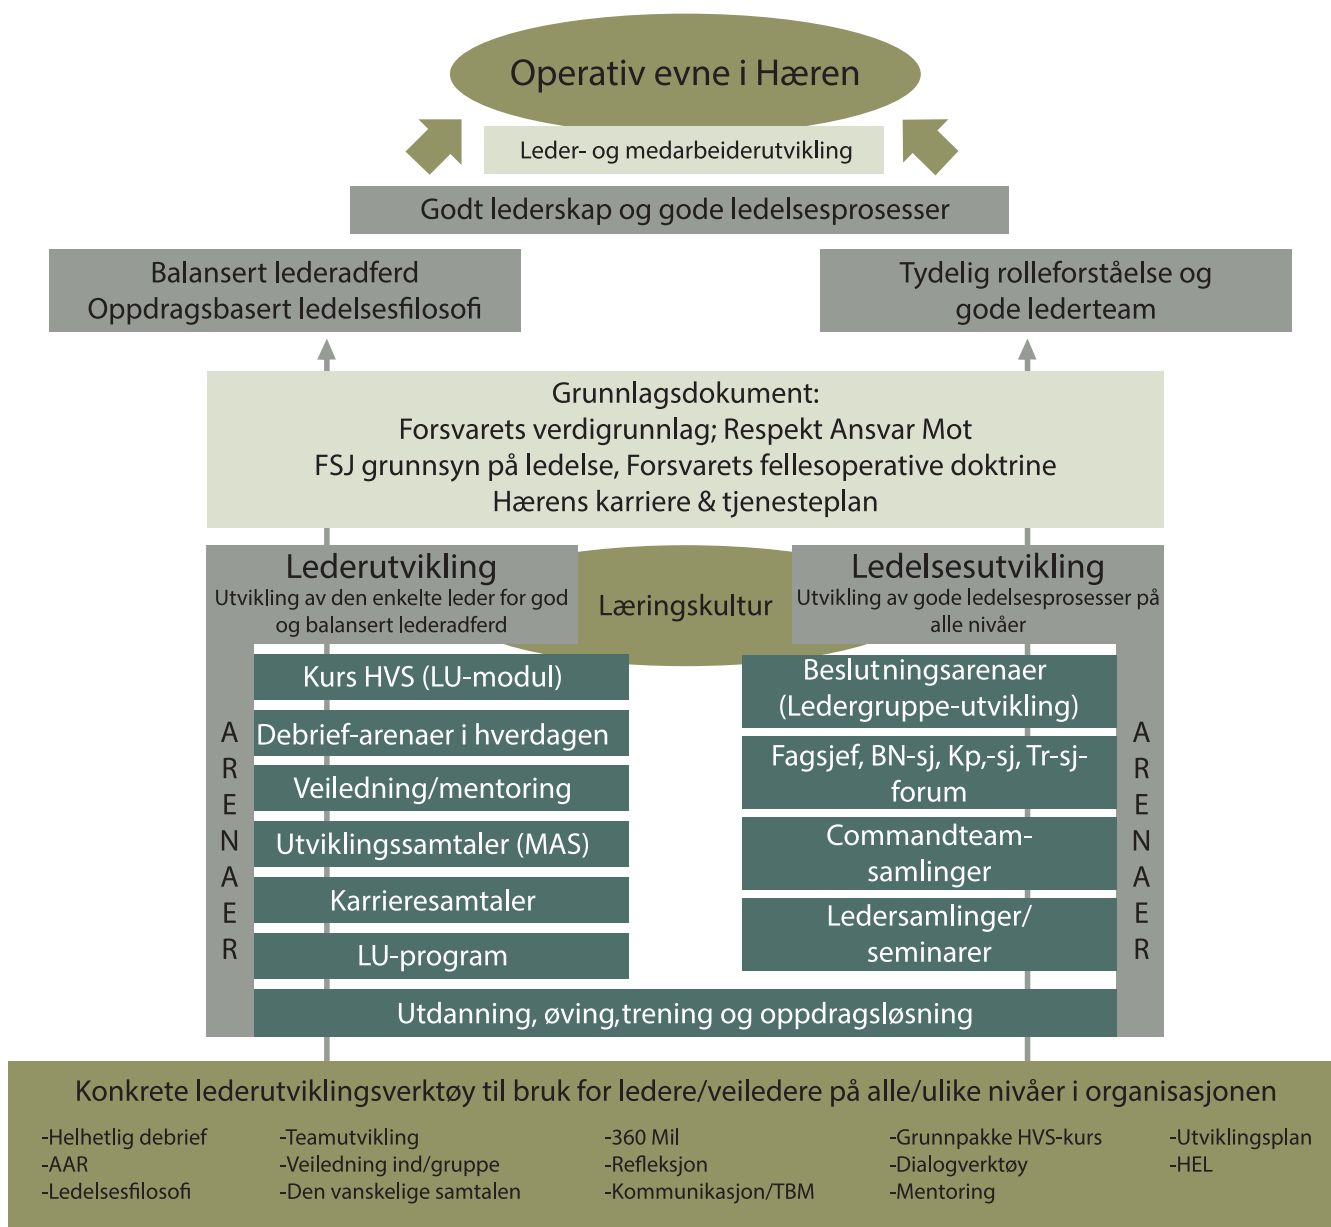 Operativ evne i Hæren
Leder- og medarbeiderutvikling
Godt lederskap og gode ledelsesprosesser
Balansert lederadferd
Oppdragsbasert ledelsesfilosofi
Tydelig rolleforståelse og
gode lederteam
Grunnlagsdokument:
Forsvarets verdigrunnlag; Respekt Ansvar Mot
FSJ grunnsyn på ledelse, Forsvarets fellesoperative doktrine
Hærens karriere & tjenesteplan
Lederutvikling
Utvikling av den enkelte leder for god
og balansert lederadferd
Læringskultur
Ledelsesutvikling
Utvikling av gode ledelsesprosesser på
alle nivåer
ARENAER
Kurs HVS (LU-modul)
Debrief-arenaer i hverdagen
Veiledning/mentoring
Utviklingssamtaler (MAS)
Karrieresamtaler
LU-program
Beslutningsarenaer
(Ledergruppe-utvikling)
Fagsjef, BN-sj, Kp,-sj, Tr-sj-
forum
Commandteam-
samlinger
Ledersamlinger/
seminarer
ARENAER
Utdanning, øving,trening og oppdragsløsning
Konkrete lederutviklingsverktøy til bruk for ledere/veiledere på alle/ulike nivåer i organisasjonen
-Helhetlig debrief
-AAR
-Ledelsesfilosofi
-Teamutvikling
-Veiledning ind/gruppe
-Den vanskelige samtalen
-360 Mil
-Refleksjon
-Kommunikasjon/TBM
-Grunnpakke HVS-kurs
-Dialogverktøy
-Mentoring
-Utviklingsplan
-HEL